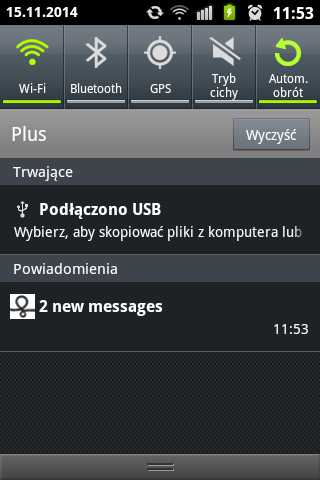 15.11.2014 11:53
Wi-Fi Bluetooth GPS Tryb cichy Autom. obrót
Plus Wyczyść
Trwające
Podłączono USB
Wybierz, aby skopiować pliki z komputera lub
Powiadomienia
2 new messages
11:53